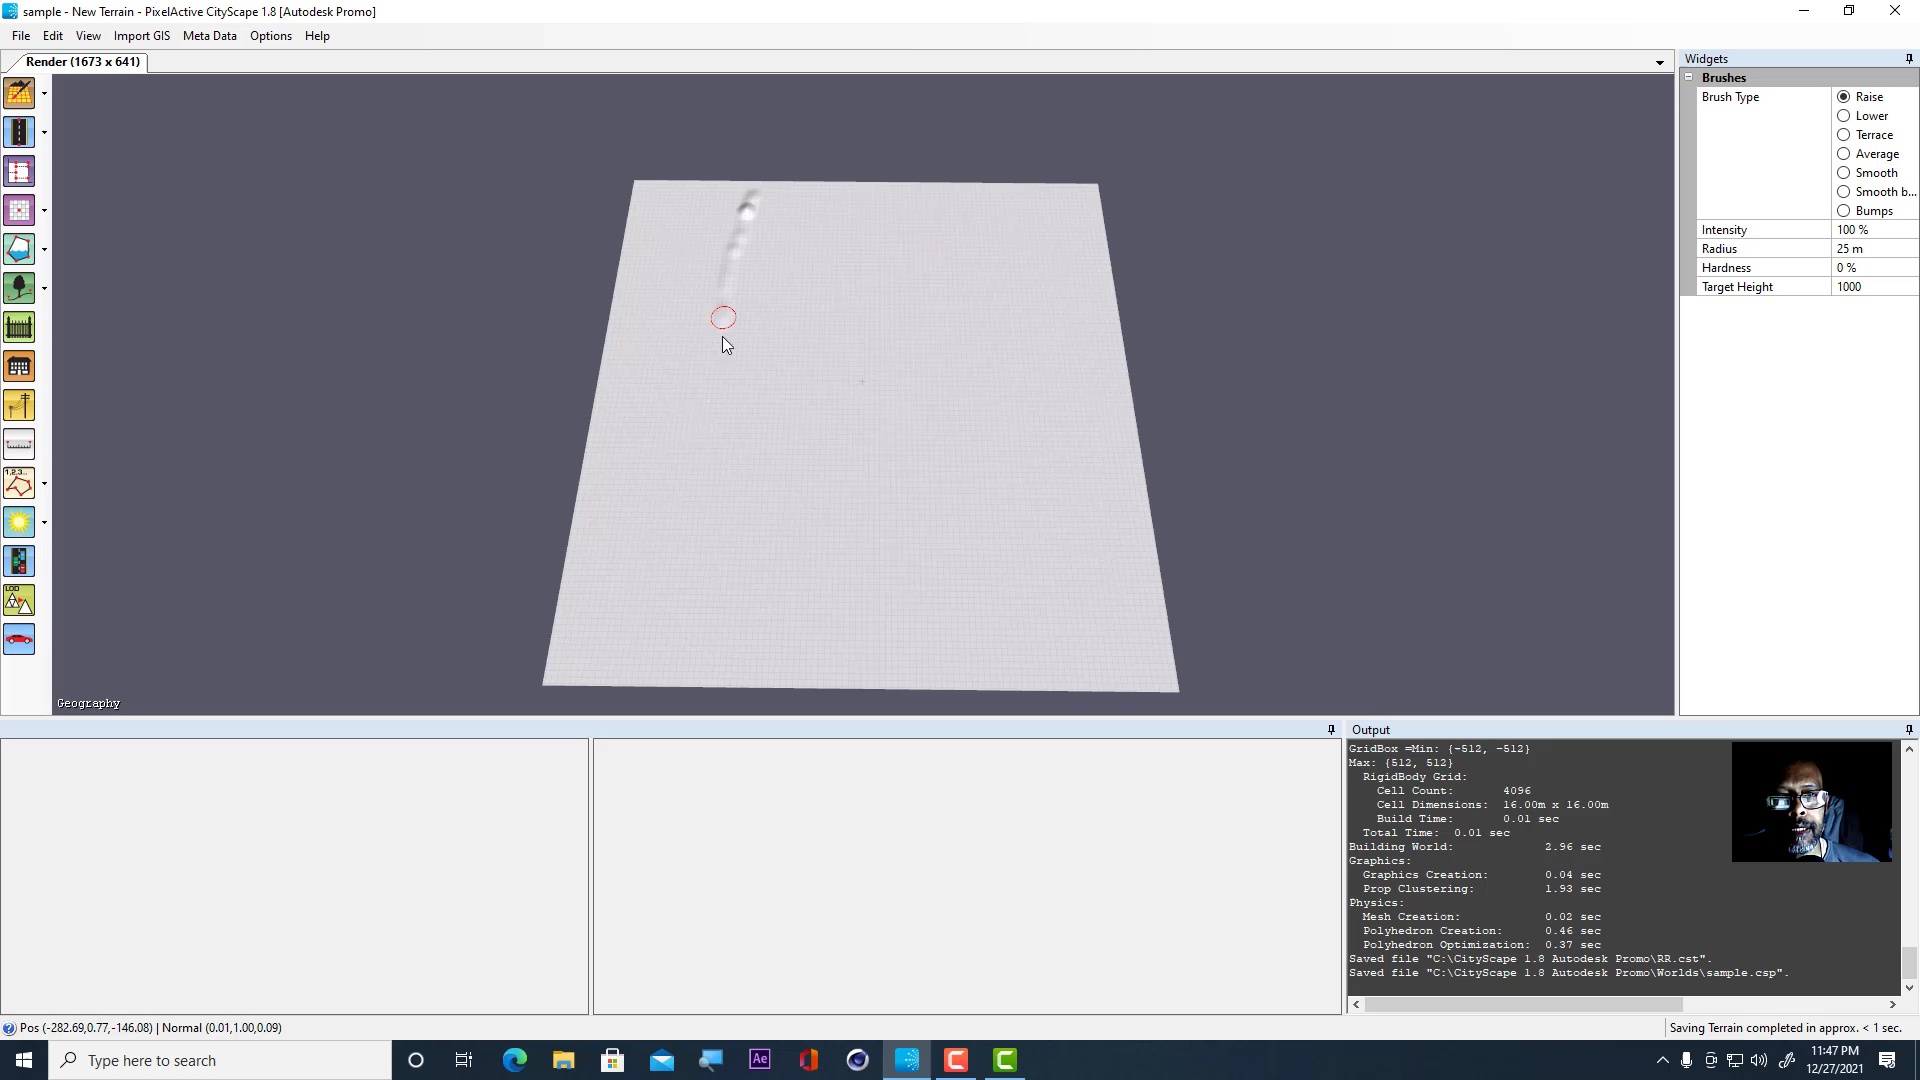 sample - New Terrain - PixelActive CityScape 1.8 [Autodesk Promo]
File Edit View Import GIS Meta Data Options Help
Render (1673 x 641)
Widgets
Brushes
Brush Type
Raise
Lower
Terrace
Average
Smooth
Smooth b...
Bumps
Intensity 100 %
Radius 25 m
Hardness 0 %
Target Height 1000
1,2,3...
LOD
Geography
Output
GridBox =Min: {-512, -512}
Max: {512, 512}
RigidBody Grid:
Cell Count: 4096
Cell Dimensions: 16.00m x 16.00m
Build Time: 0.01 sec
Total Time: 0.01 sec
Building World: 2.96 sec
Graphics:
Graphics Creation: 0.04 sec
Prop Clustering: 1.93 sec
Physics:
Mesh Creation: 0.02 sec
Polyhedron Creation: 0.46 sec
Polyhedron Optimization: 0.37 sec
Saved file "C:\CityScape 1.8 Autodesk Promo\RR.cst".
Saved file "C:\CityScape 1.8 Autodesk Promo\Worlds\sample.csp".
Pos (-282.69,0.77,-146.08) | Normal (0.01,1.00,0.09)
Saving Terrain completed in approx. < 1 sec.
Type here to search
Ae
11:47 PM
12/27/2021